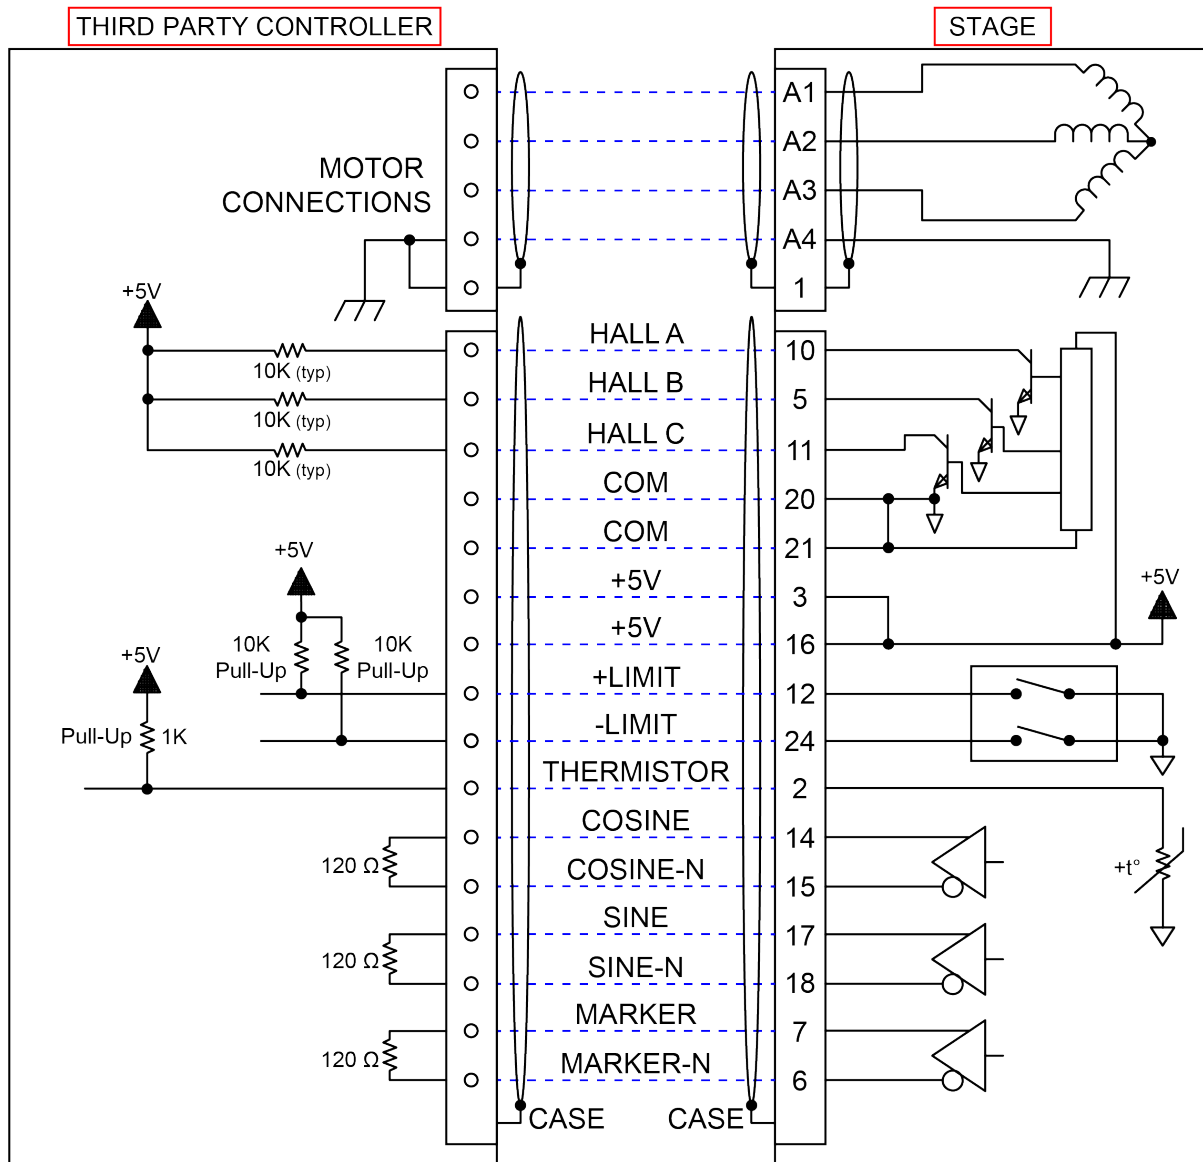 THIRD PARTY CONTROLLER
STAGE
MOTOR
CONNECTIONS
A1
A2
A3
A4
1
+5V
10K (typ)
10K (typ)
10K (typ)
HALL A
10
HALL B
5
HALL C
11
COM
20
COM
21
+5V
3
+5V
16
+5V
+5V
10K
Pull-Up
10K
Pull-Up
+LIMIT
12
-LIMIT
24
+5V
Pull-Up
1K
THERMISTOR
2
+t°
COSINE
14
120 Ω
COSINE-N
15
SINE
17
120 Ω
SINE-N
18
MARKER
7
120 Ω
MARKER-N
6
CASE
CASE